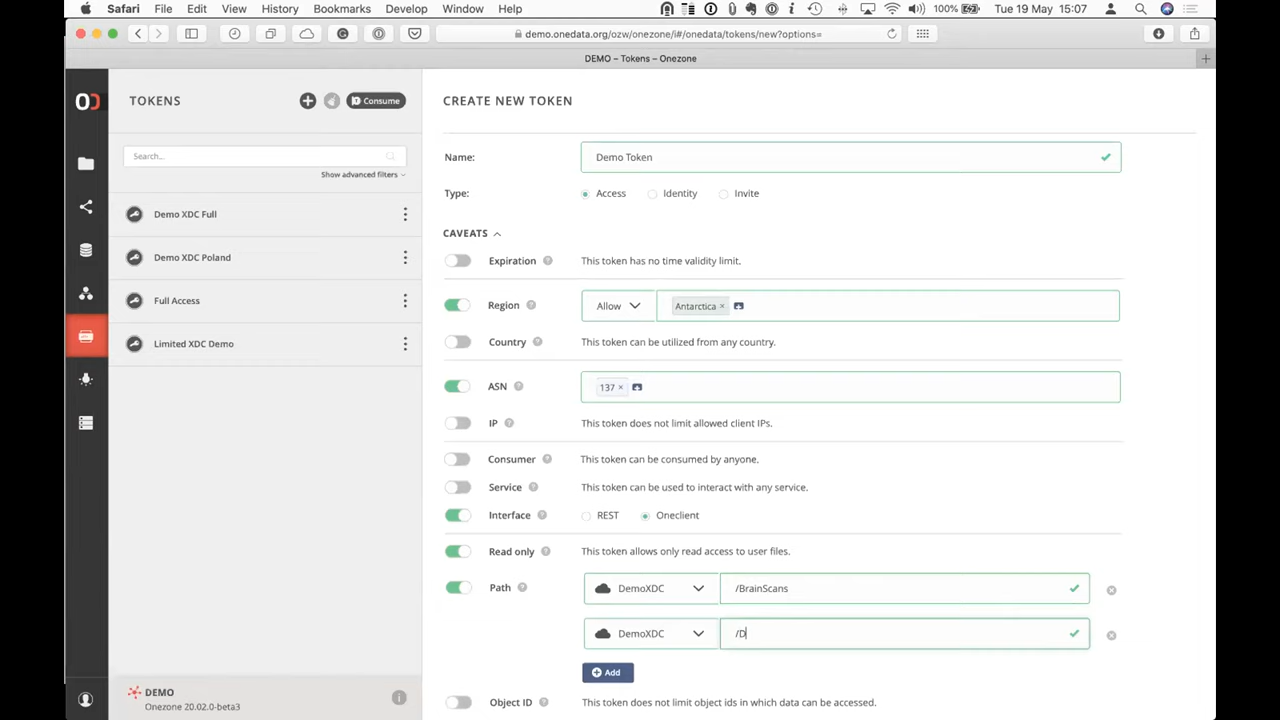 Safari File Edit View History Bookmarks Develop Window Help 100% Tue 19 May 15:07
demo.onedata.org/ozw/onezone/i#/onedata/tokens/new?options=
DEMO – Tokens – Onezone
TOKENS
Consume
Search...
Show advanced filters
Demo XDC Full
Demo XDC Poland
Full Access
Limited XDC Demo
DEMO
Onezone 20.02.0-beta3
CREATE NEW TOKEN
Name: Demo Token
Type: Access Identity Invite
CAVEATS
Expiration ? This token has no time validity limit.
Region ? Allow Antarctica ×
Country ? This token can be utilized from any country.
ASN ? 137 ×
IP ? This token does not limit allowed client IPs.
Consumer ? This token can be consumed by anyone.
Service ? This token can be used to interact with any service.
Interface ? REST Oneclient
Read only ? This token allows only read access to user files.
Path ? DemoXDC /BrainScans
DemoXDC /D
Add
Object ID ? This token does not limit object ids in which data can be accessed.